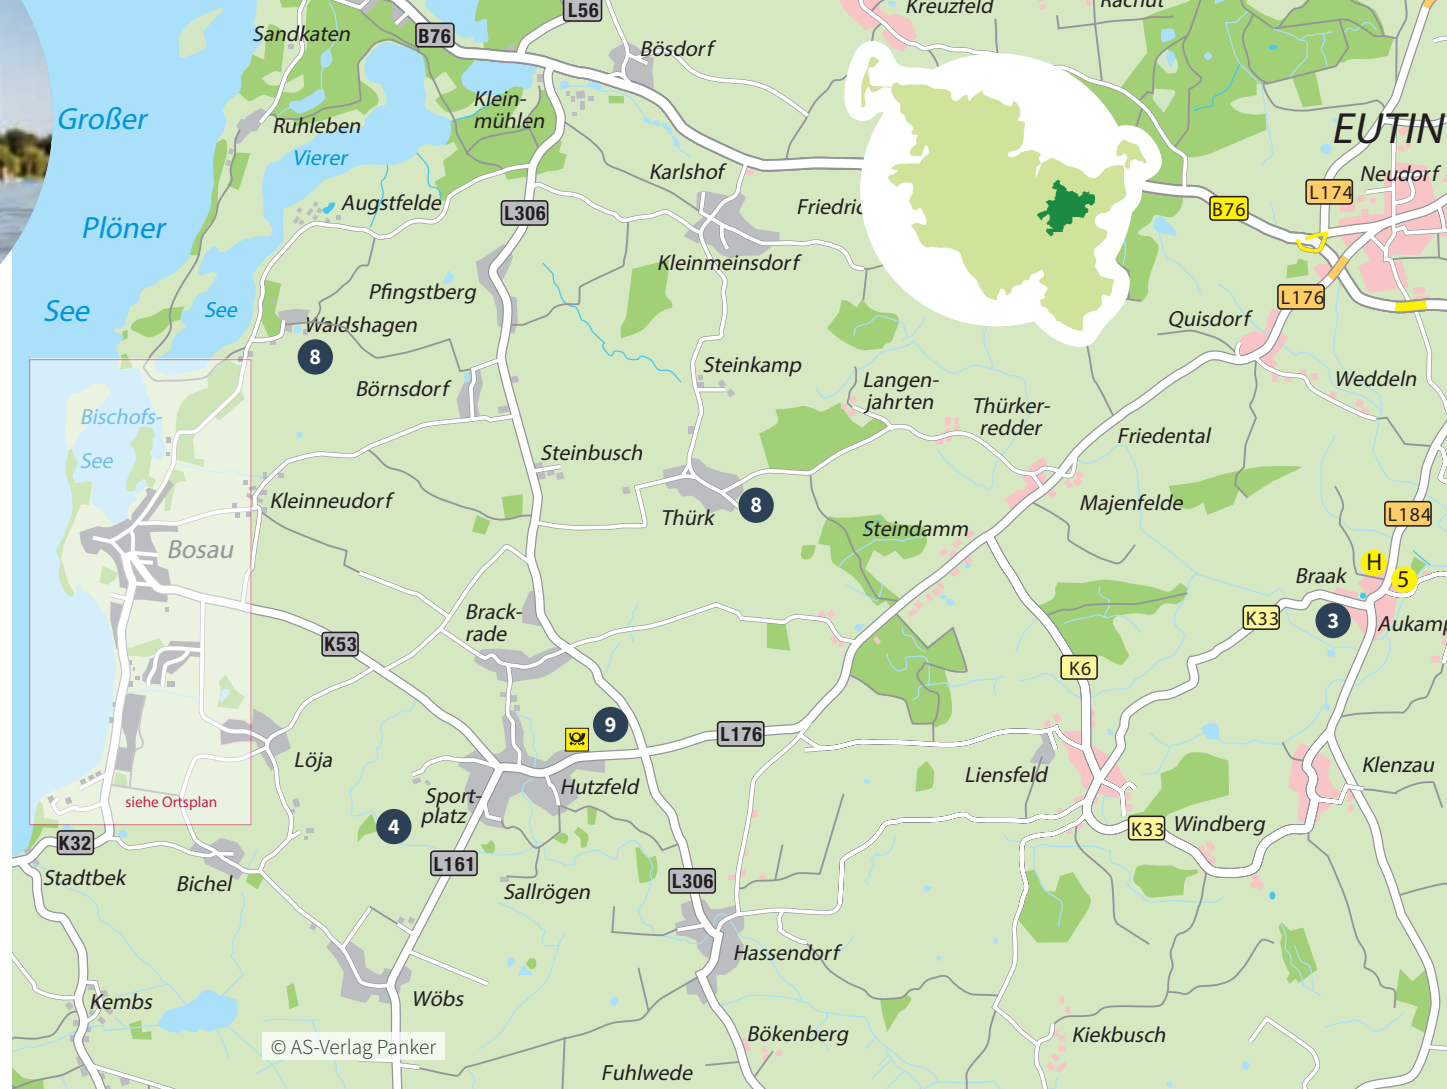 L56
Kreuzfeld
Sandkaten
B76
Bösdorf
Großer
Klein-
mühlen
Ruhleben
EUTIN
Vierer
Karlshof
Neudorf
L174
Augstfelde
L306
B76
Plöner
Kleinmeinsdorf
Pfingstberg
L176
See
See
Quisdorf
Waldshagen
8
Steinkamp
Börnsdorf
Langen-
jahrten
Weddeln
Bischofs-
See
Thürker-
redder
Friedental
Steinbusch
Kleinneudorf
8
Thürk
Majenfelde
L184
Steindamm
Bosau
H
5
Braak
Brack-
rade
K33
3
K53
K6
9
L176
Löja
Hutzfeld
Liensfeld
Klenzau
siehe Ortsplan
Sport-
platz
4
K33
Windberg
K32
L161
Stadtbek
Bichel
Sallrögen
L306
Hassendorf
Kembs
Wöbs
Bökenberg
Kiekbusch
© AS-Verlag Panker
Fuhlwede